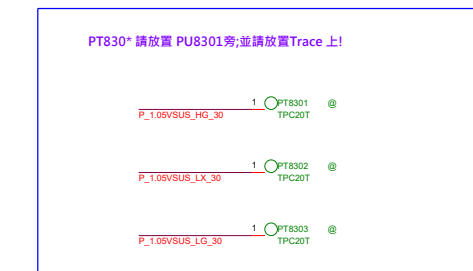 PT830* 請放置 PU8301旁;並請放置Trace 上!
1 PT8301 @
P_1.05VSUS_HG_30 TPC20T
1 PT8302 @
P_1.05VSUS_LX_30 TPC20T
1 PT8303 @
P_1.05VSUS_LG_30 TPC20T